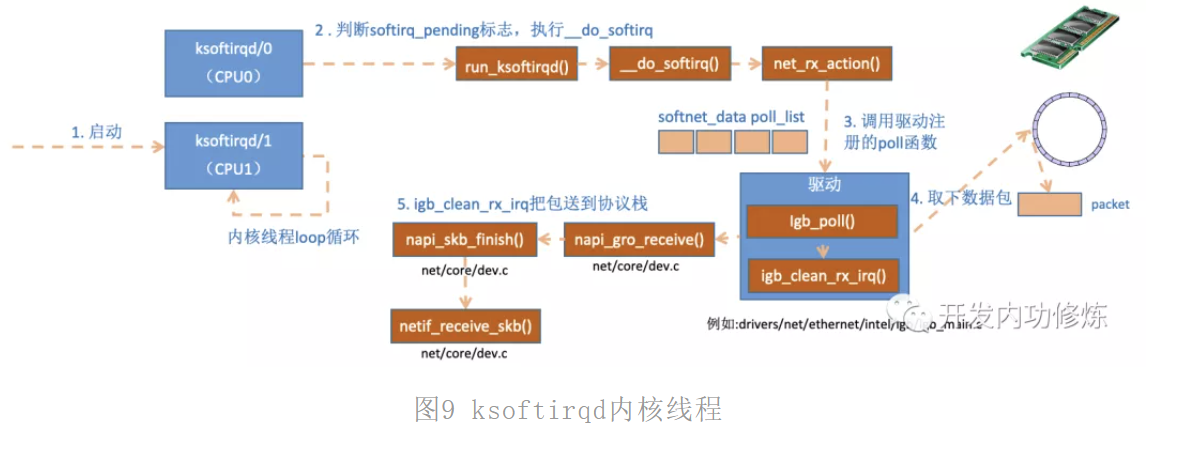 2 . 判断softirq_pending标志，执行__do_softirq
ksoftirqd/0
（CPU0）
run_ksoftirqd()
__do_softirq()
net_rx_action()
1. 启动
ksoftirqd/1
（CPU1）
内核线程loop循环
softnet_data poll_list
3. 调用驱动注
册的poll函数
驱动
Igb_poll()
igb_clean_rx_irq()
4. 取下数据包
packet
5. igb_clean_rx_irq把包送到协议栈
napi_skb_finish()
net/core/dev.c
napi_gro_receive()
net/core/dev.c
netif_receive_skb()
net/core/dev.c
例如:drivers/net/ethernet/intel/igb/igb_main.c
开发内功修炼
图9 ksoftirqd内核线程